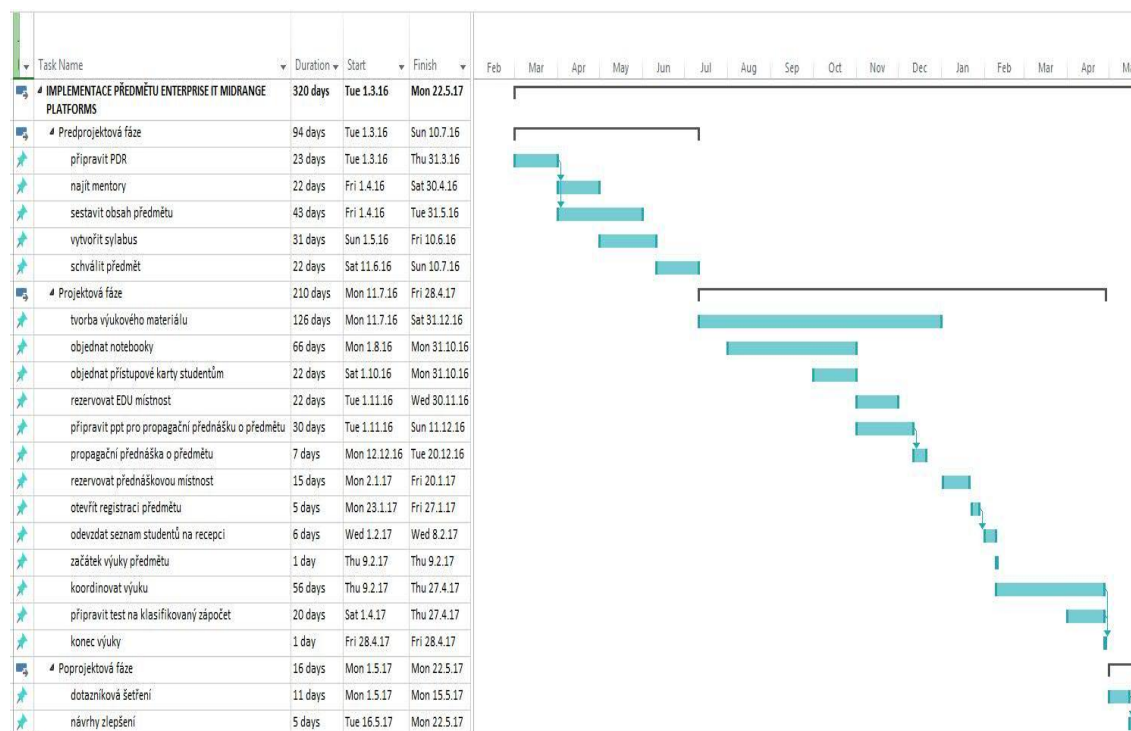 Task Name Duration Start Finish Feb Mar Apr May Jun Jul Aug Sep Oct Nov Dec Jan Feb Mar Apr
IMPLEMENTACE PŘEDMĚTU ENTERPRISE IT MIDRANGE 320 days Tue 1.3.16 Mon 22.5.17
PLATFORMS
Predprojektová fáze 94 days Tue 1.3.16 Sun 10.7.16
připravit PDR 23 days Tue 1.3.16 Thu 31.3.16
najít mentory 22 days Fri 1.4.16 Sat 30.4.16
sestavit obsah předmětu 43 days Fri 1.4.16 Tue 31.5.16
vytvořit sylabus 31 days Sun 1.5.16 Fri 10.6.16
schválit předmět 22 days Sat 11.6.16 Sun 10.7.16
Projektová fáze 210 days Mon 11.7.16 Fri 28.4.17
tvorba výukového materiálu 126 days Mon 11.7.16 Sat 31.12.16
objednat notebooky 66 days Mon 1.8.16 Mon 31.10.16
objednat přístupové karty studentům 22 days Sat 1.10.16 Mon 31.10.16
rezervovat EDU místnost 22 days Tue 1.11.16 Wed 30.11.16
připravit ppt pro propagační přednášku o předmětu 30 days Tue 1.11.16 Sun 11.12.16
propagační přednáška o předmětu 7 days Mon 12.12.16 Tue 20.12.16
rezervovat přednáškovou místnost 15 days Mon 2.1.17 Fri 20.1.17
otevřít registraci předmětu 5 days Mon 23.1.17 Fri 27.1.17
odevzdat seznam studentů na recepci 6 days Wed 1.2.17 Wed 8.2.17
začátek výuky předmětu 1 day Thu 9.2.17 Thu 9.2.17
koordinovat výuku 56 days Thu 9.2.17 Thu 27.4.17
připravit test na klasifikovaný zápočet 20 days Sat 1.4.17 Thu 27.4.17
konec výuky 1 day Fri 28.4.17 Fri 28.4.17
Poprojektová fáze 16 days Mon 1.5.17 Mon 22.5.17
dotazníková šetření 11 days Mon 1.5.17 Mon 15.5.17
návrhy zlepšení 5 days Tue 16.5.17 Mon 22.5.17